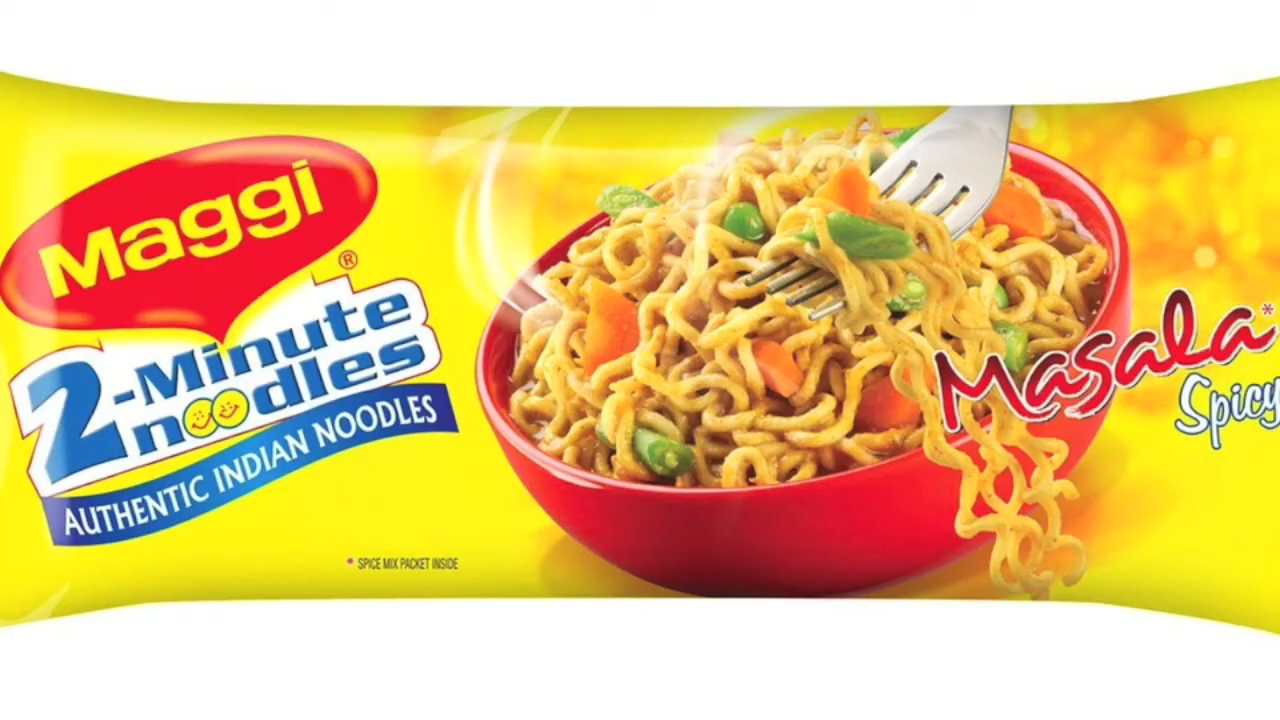 Maggi
®
2-Minute
noodles
AUTHENTIC INDIAN NOODLES
* SPICE MIX PACKET INSIDE
Masala*
Spicy